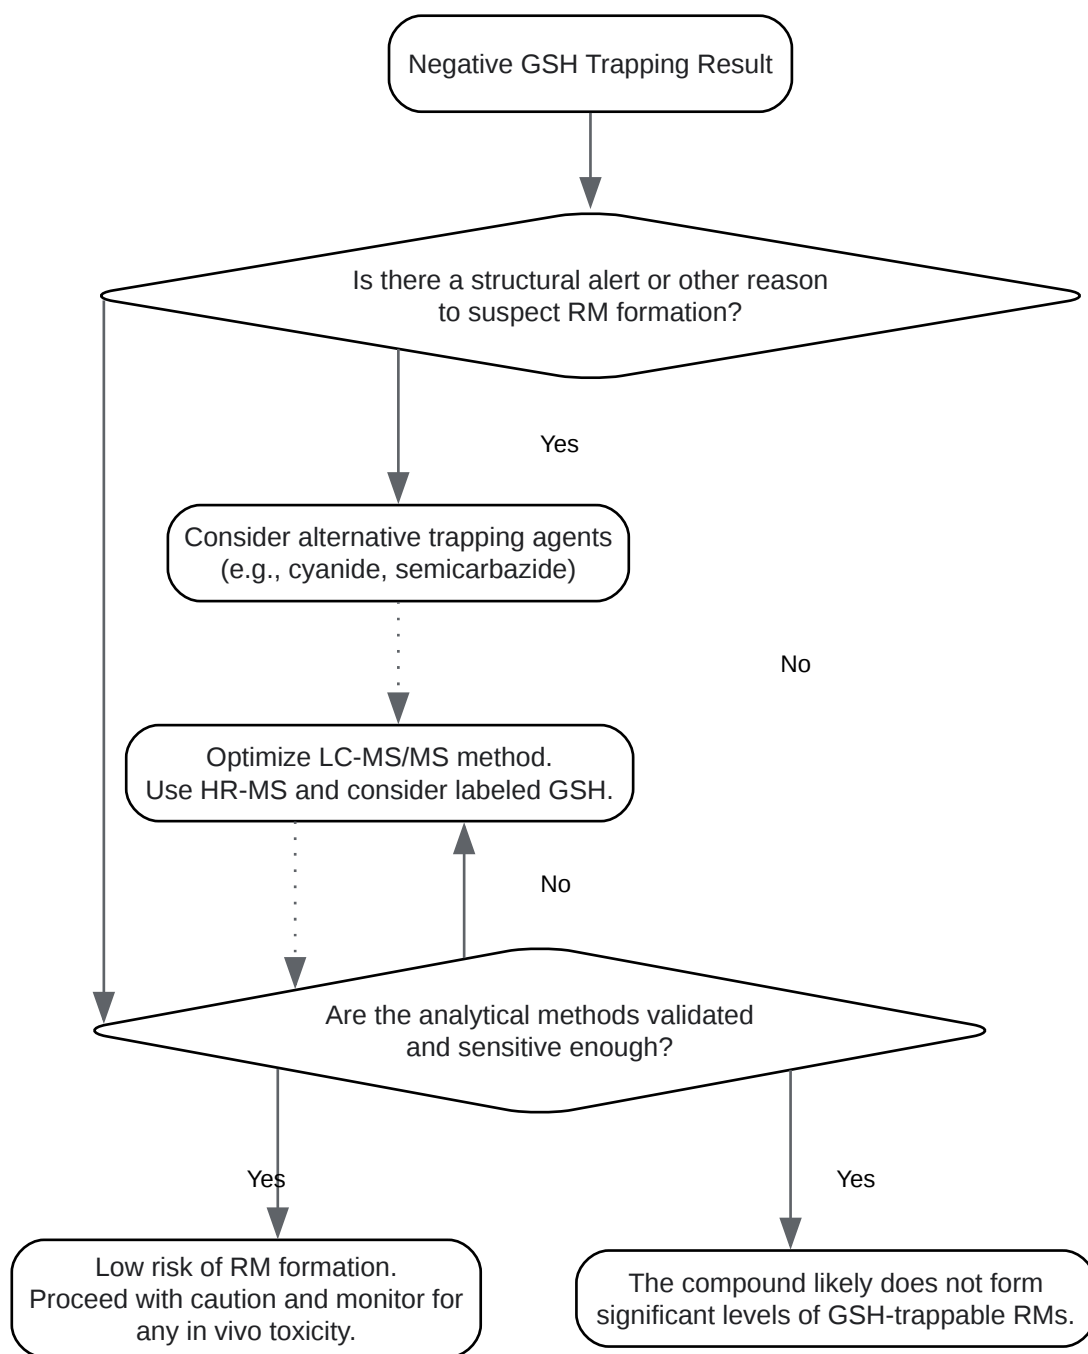 Negative GSH Trapping Result
Is there a structural alert or other reason
to suspect RM formation?
Yes
Consider alternative trapping agents
(e.g., cyanide, semicarbazide)
No
Optimize LC-MS/MS method.
Use HR-MS and consider labeled GSH.
No
Are the analytical methods validated
and sensitive enough?
Yes
Yes
Low risk of RM formation.
Proceed with caution and monitor for
any in vivo toxicity.
The compound likely does not form
significant levels of GSH-trappable RMs.